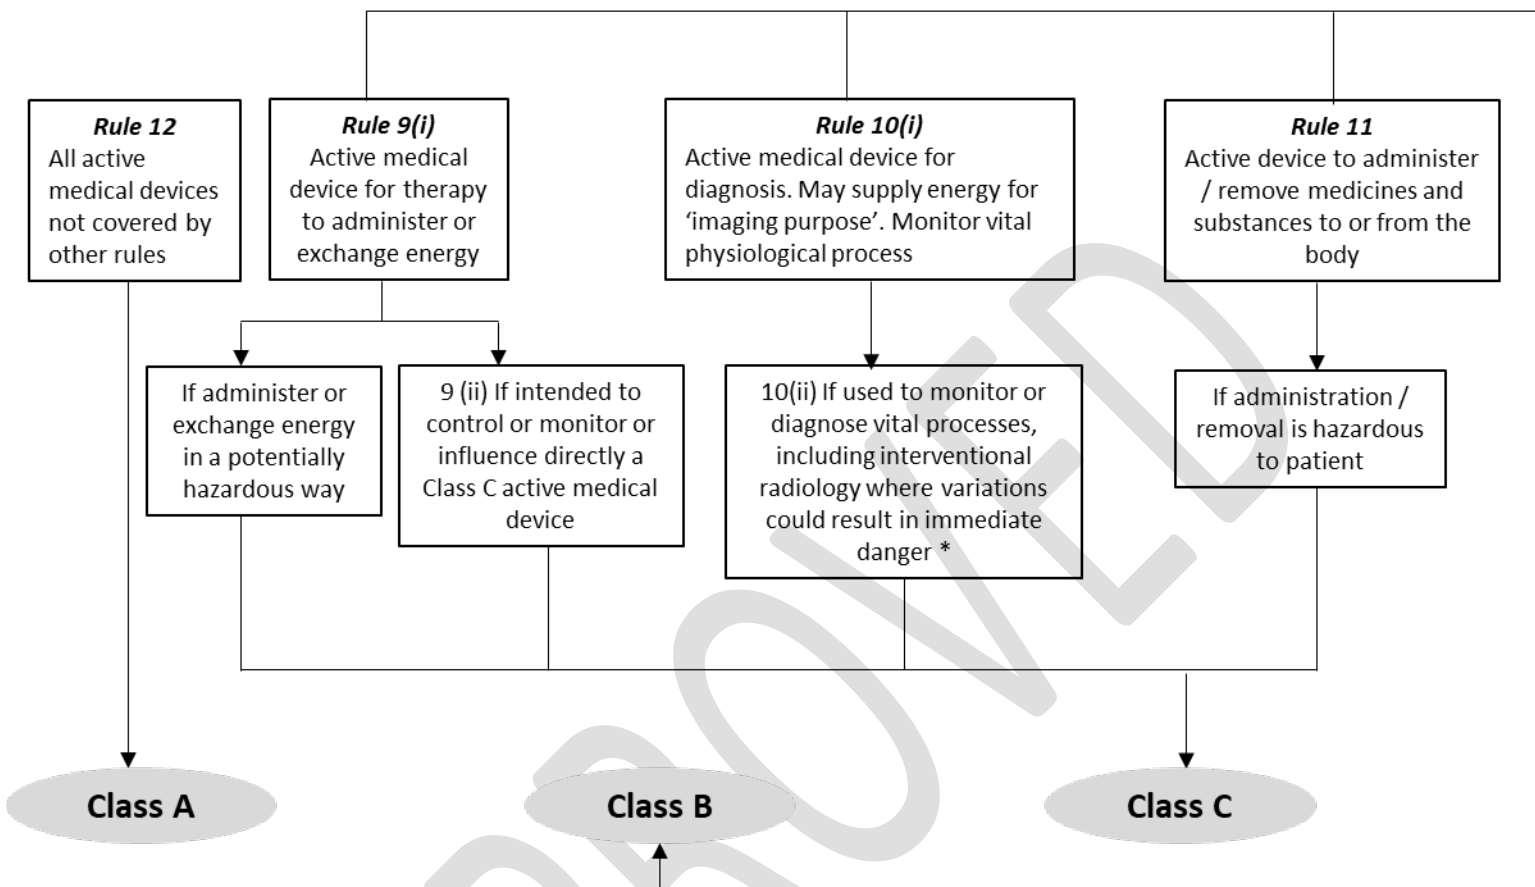 Rule 12
All active
medical devices
not covered by
other rules
Rule 9(i)
Active medical
device for therapy
to administer or
exchange energy
Rule 10(i)
Active medical device for
diagnosis. May supply energy for
‘imaging purpose’. Monitor vital
physiological process
Rule 11
Active device to administer
/ remove medicines and
substances to or from the
body
If administer or
exchange energy
in a potentially
hazardous way
9 (ii) If intended to
control or monitor or
influence directly a
Class C active medical
device
10(ii) If used to monitor or
diagnose vital processes,
including interventional
radiology where variations
could result in immediate
danger *
If administration /
removal is hazardous
to patient
Class A
Class B
Class C
PROVED